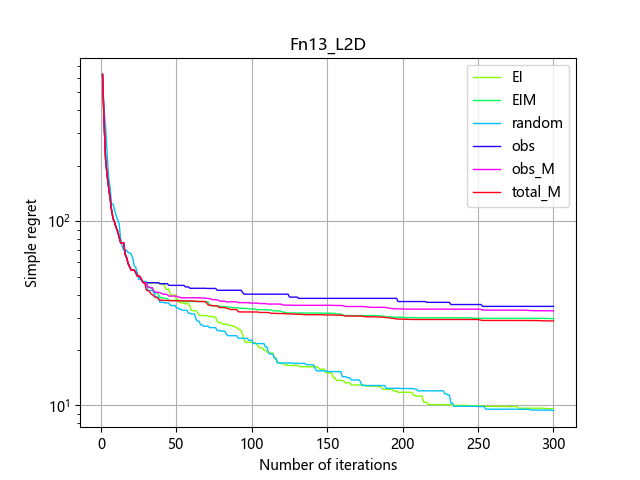 Fn13_L2D
Simple regret
10²
10¹
0
50
100
150
200
250
300
Number of iterations
EI
EIM
random
obs
obs_M
total_M